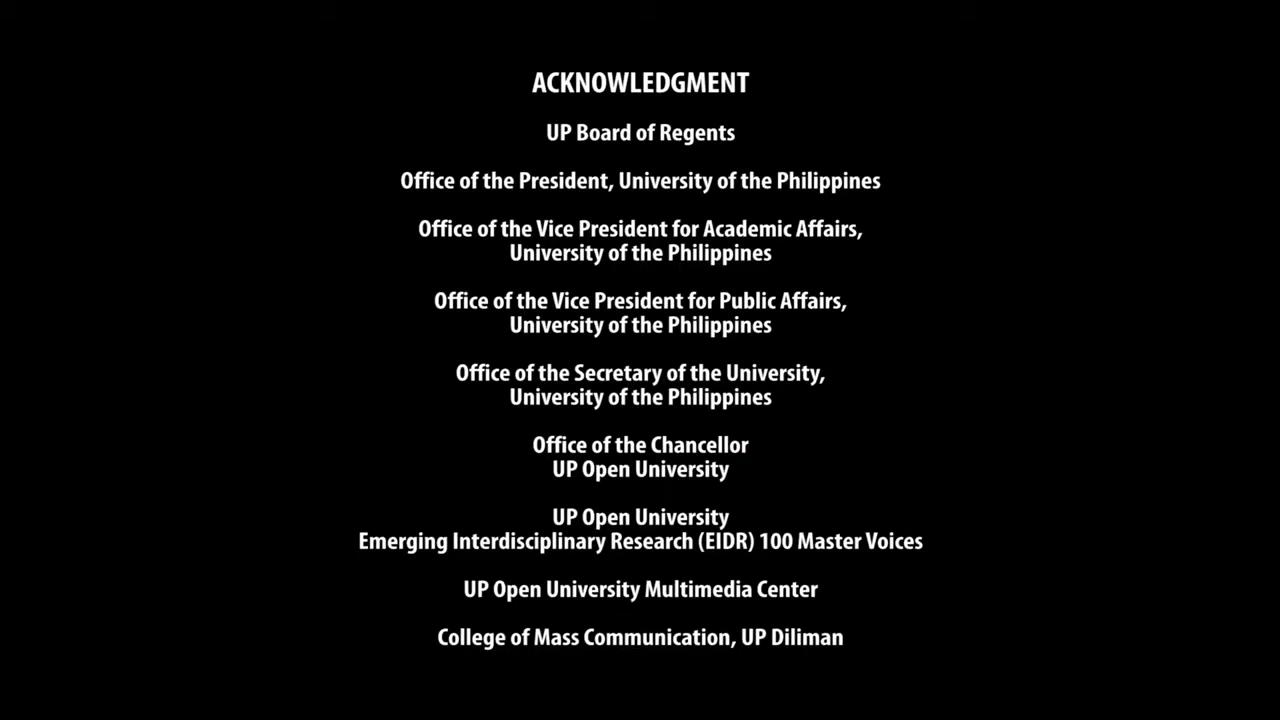 ACKNOWLEDGMENT
UP Board of Regents
Office of the President, University of the Philippines
Office of the Vice President for Academic Affairs,
University of the Philippines
Office of the Vice President for Public Affairs,
University of the Philippines
Office of the Secretary of the University,
University of the Philippines
Office of the Chancellor
UP Open University
UP Open University
Emerging Interdisciplinary Research (EIDR) 100 Master Voices
UP Open University Multimedia Center
College of Mass Communication, UP Diliman